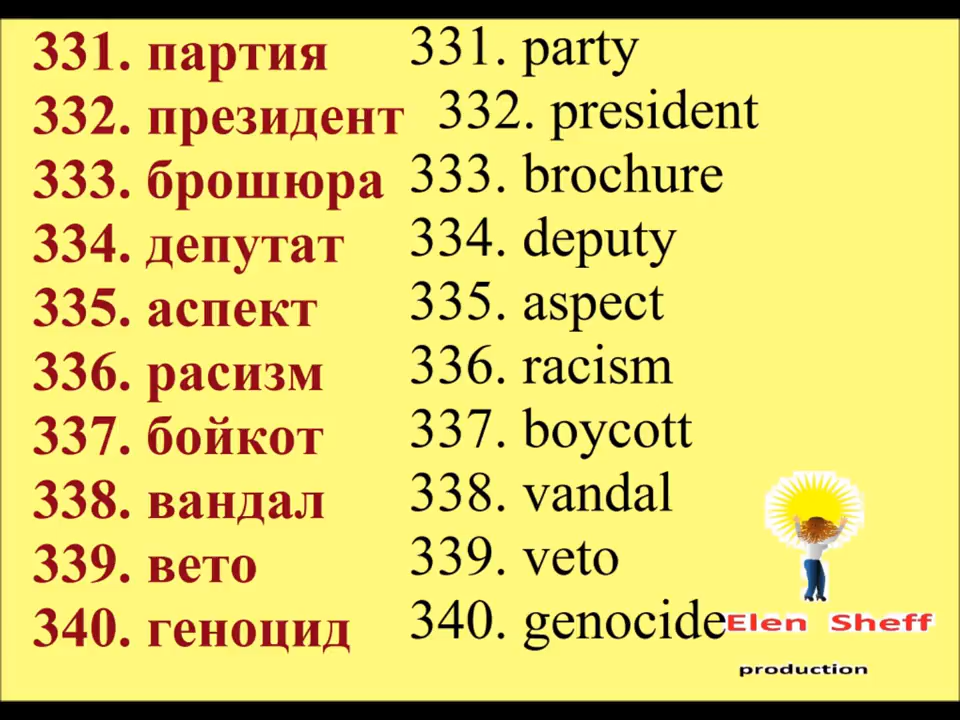 331. партия
332. президент
333. брошюра
334. депутат
335. аспект
336. расизм
337. бойкот
338. вандал
339. вето
340. геноцид
331. party
332. president
333. brochure
334. deputy
335. aspect
336. racism
337. boycott
338. vandal
339. veto
340. genocide
Elen Sheff
production